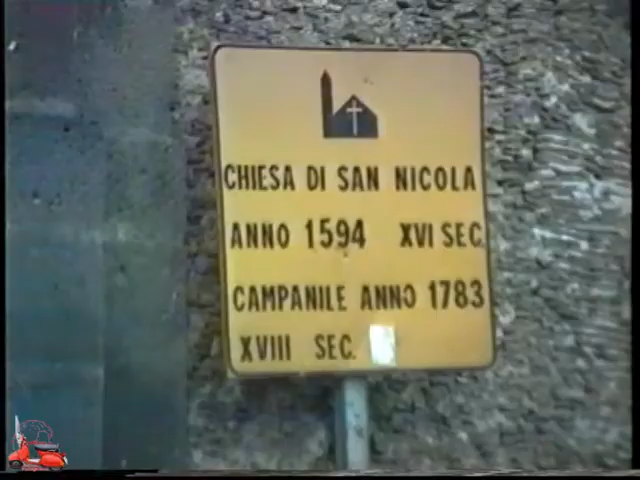 CHIESA DI SAN NICOLA
ANNO 1594 XVI SEC.
CAMPANILE ANNO 1783
XVIII SEC.